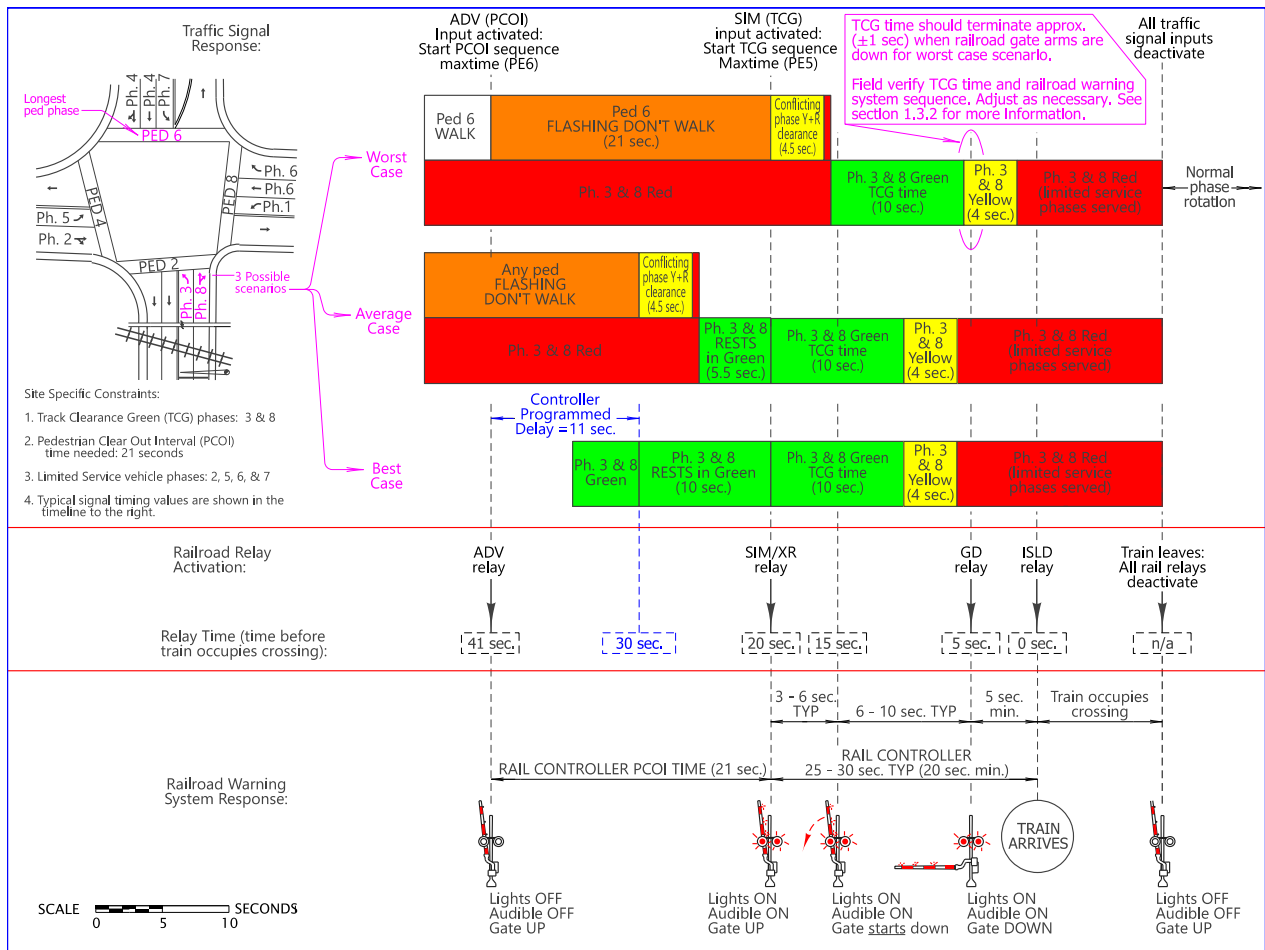 Traffic Signal
Response:
ADV (PCOI)
Input activated:
Start PCOI sequence
maxtime (PE6)
SIM (TCG)
input activated:
Start TCG sequence
Maxtime (PE5)
TCG time should terminate approx.
(±1 sec) when railroad gate arms are
down for worst case scenario.
Field verify TCG time and railroad warning
system sequence. Adjust as necessary. See
section 1.3.2 for more information.
All traffic
signal inputs
deactivate
Longest
ped phase
Ph. 4
Ph. 4
Ph. 7
PED 6
PED 8
Ph. 6
Ph.6
Ph.1
PED 4
Ph. 5
Ph. 2
PED 2
Ph. 3
Ph. 8
3 Possible
scenarios
Worst
Case
Ped 6
WALK
Ped 6
FLASHING DON'T WALK
(21 sec.)
Conflicting
phase Y+R
clearance
(4.5 sec.)
Ph. 3 & 8 Red
Ph. 3 & 8 Green
TCG time
(10 sec.)
Ph. 3
& 8
Yellow
(4 sec.)
Ph. 3 & 8 Red
(limited service
phases served)
Normal
phase
rotation
Average
Case
Any ped
FLASHING
DON'T WALK
Conflicting
phase Y+R
clearance
(4.5 sec.)
Ph. 3 & 8 Red
Ph. 3 & 8
RESTS
in Green
(5.5 sec.)
Ph. 3 & 8 Green
TCG time
(10 sec.)
Ph. 3
& 8
Yellow
(4 sec.)
Ph. 3 & 8 Red
(limited service
phases served)
Controller
Programmed
Delay =11 sec.
Best
Case
Ph. 3 & 8
Green
Ph. 3 & 8
RESTS in Green
(10 sec.)
Ph. 3 & 8 Green
TCG time
(10 sec.)
Ph. 3
& 8
Yellow
(4 sec.)
Ph. 3 & 8 Red
(limited service
phases served)
Site Specific Constraints:
1. Track Clearance Green (TCG) phases: 3 & 8
2. Pedestrian Clear Out Interval (PCOI)
time needed: 21 seconds
3. Limited Service vehicle phases: 2, 5, 6, & 7
4. Typical signal timing values are shown in the
timeline to the right.
Railroad Relay
Activation:
ADV
relay
SIM/XR
relay
GD
relay
ISLD
relay
Train leaves:
All rail relays
deactivate
Relay Time (time before
train occupies crossing):
41 sec.
30 sec.
20 sec.
15 sec.
5 sec.
0 sec.
n/a
3 - 6 sec.
TYP
6 - 10 sec. TYP
5 sec.
min.
Train occupies
crossing
RAIL CONTROLLER PCOI TIME (21 sec.)
RAIL CONTROLLER
25 - 30 sec. TYP (20 sec. min.)
Railroad Warning
System Response:
TRAIN
ARRIVES
Lights OFF
Audible OFF
Gate UP
Lights ON
Audible ON
Gate UP
Lights ON
Audible ON
Gate starts down
Lights ON
Audible ON
Gate DOWN
Lights OFF
Audible OFF
Gate UP
SCALE
0
5
10
SECONDS